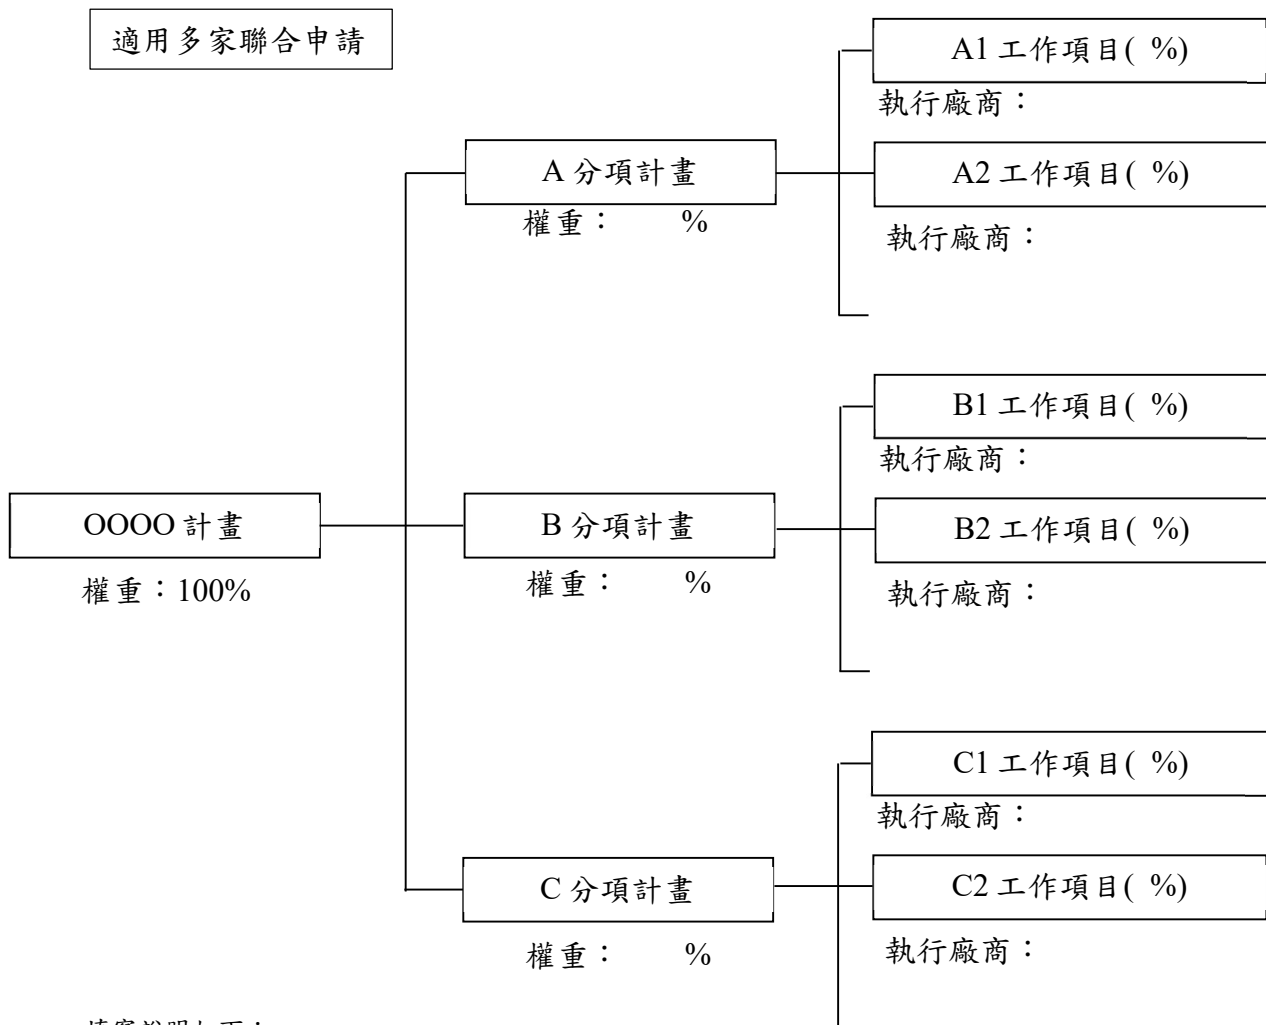 適用多家聯合申請
A1 工作項目( %)
執行廠商：
A 分項計畫
權重： %
A2 工作項目( %)
執行廠商：
B1 工作項目( %)
執行廠商：
OOOO 計畫
權重：100%
B 分項計畫
權重： %
B2 工作項目( %)
執行廠商：
C1 工作項目( %)
執行廠商：
C 分項計畫
權重： %
C2 工作項目( %)
執行廠商：